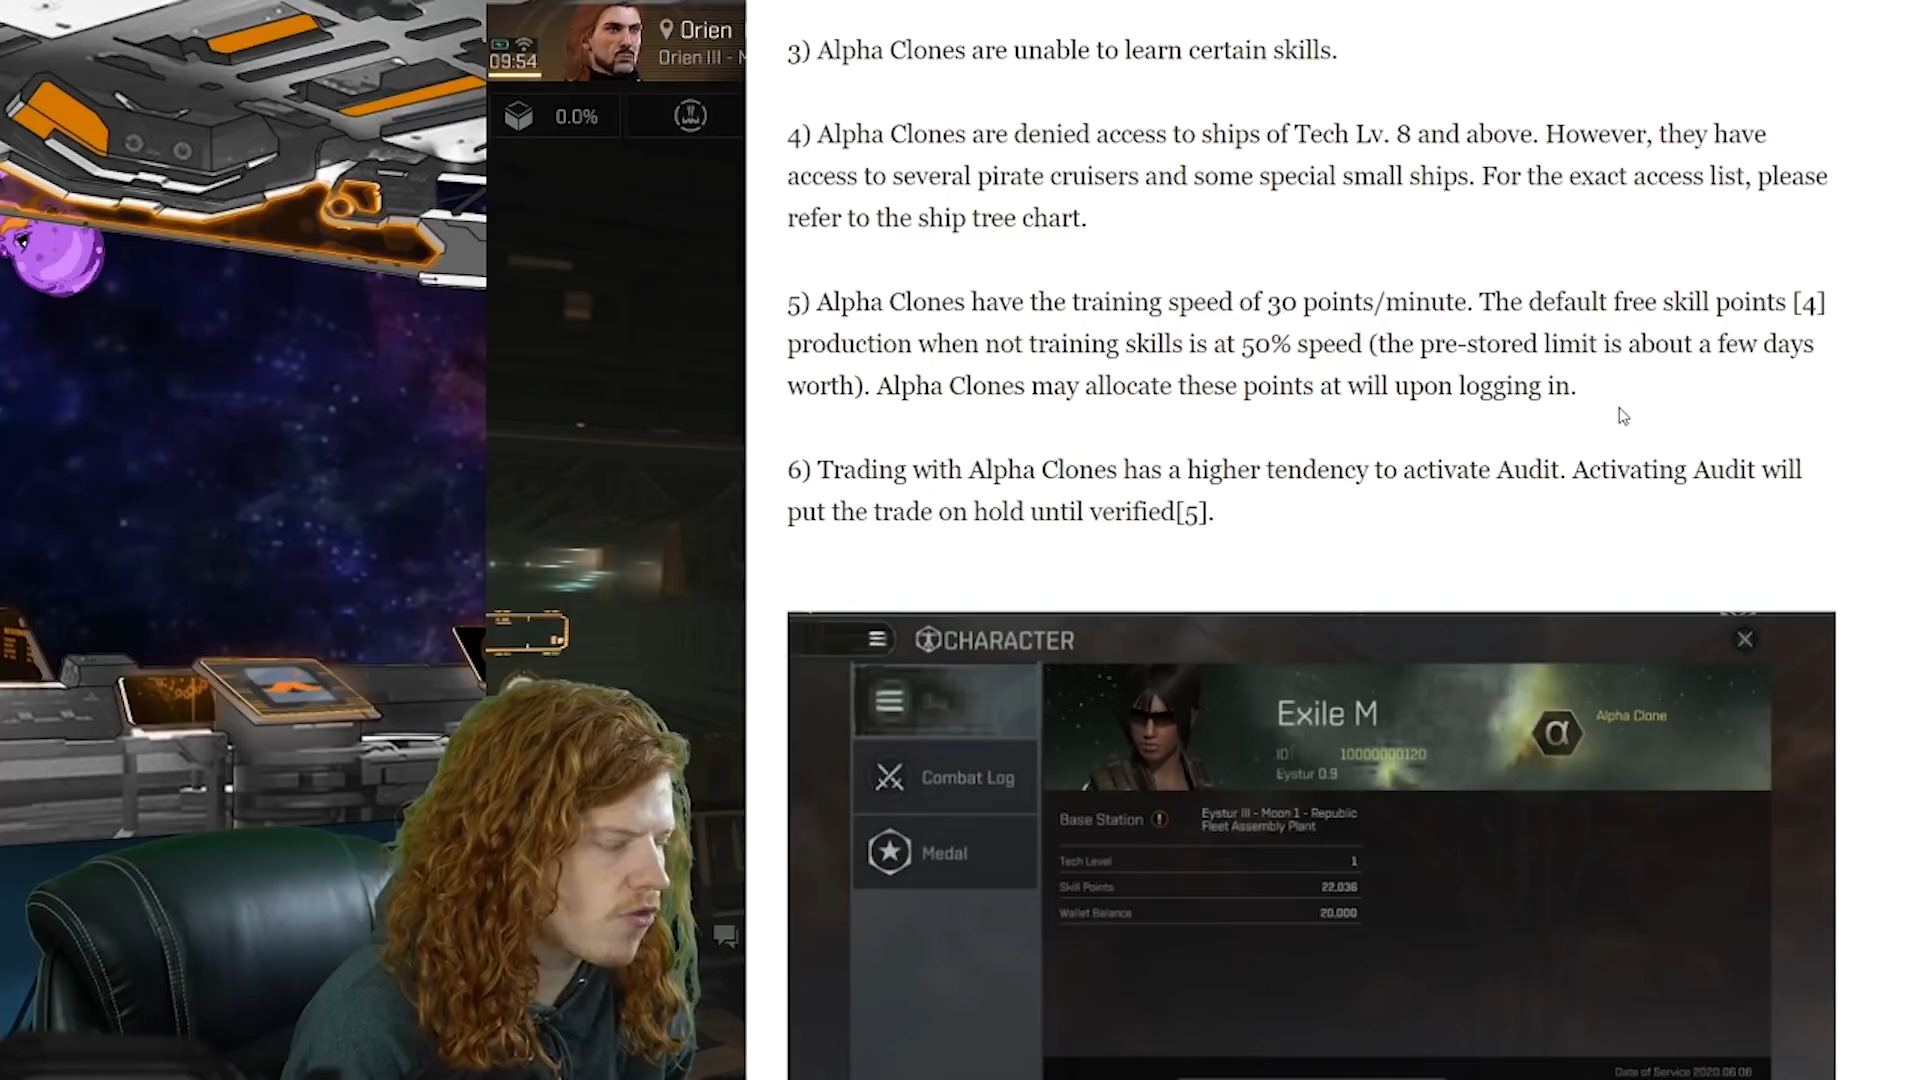 Orien
09:54
Orien III -
0.0%
3) Alpha Clones are unable to learn certain skills.
4) Alpha Clones are denied access to ships of Tech Lv. 8 and above. However, they have
access to several pirate cruisers and some special small ships. For the exact access list, please
refer to the ship tree chart.
5) Alpha Clones have the training speed of 30 points/minute. The default free skill points [4]
production when not training skills is at 50% speed (the pre-stored limit is about a few days
worth). Alpha Clones may allocate these points at will upon logging in.
6) Trading with Alpha Clones has a higher tendency to activate Audit. Activating Audit will
put the trade on hold until verified[5].
CHARACTER
Exile M
α
Alpha Clone
ID 10000000120
Eystur 0.9
Combat Log
Medal
Base Station
Eystur III - Moon 1 - Republic
Fleet Assembly Plant
Tech Level 1
Skill Points 22,036
Wallet Balance 20,000
Date of Service 2020.06.08